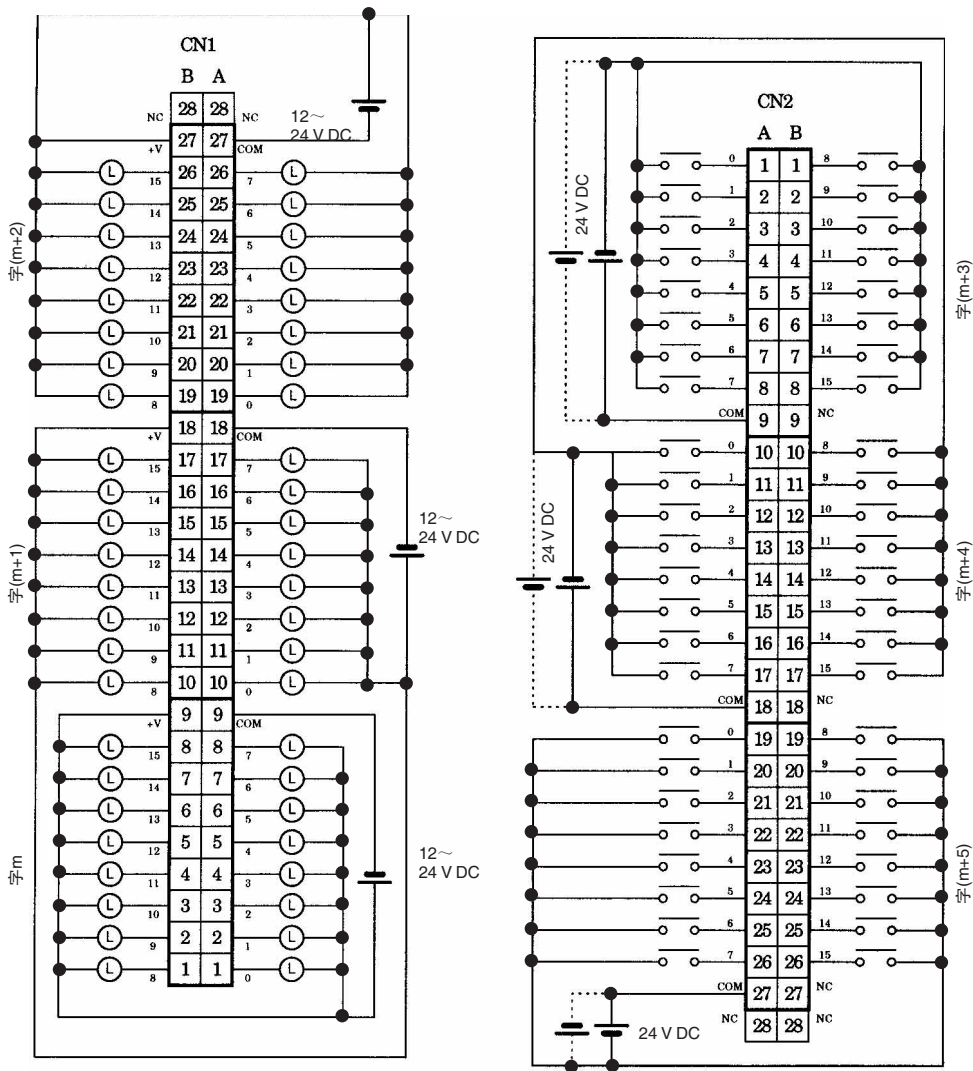 CN1
B A
NC 28 28 NC
12～
24 V DC
+V 27 27 COM
15 26 26 7
14 25 25 6
13 24 24 5
12 23 23 4
11 22 22 3
10 21 21 2
9 20 20 1
8 19 19 0
字(m+2)
+V 18 18 COM
15 17 17 7
14 16 16 6
13 15 15 5
12 14 14 4
11 13 13 3
10 12 12 2
9 11 11 1
8 10 10 0
字(m+1)
12～
24 V DC
+V 9 9 COM
15 8 8 7
14 7 7 6
13 6 6 5
12 5 5 4
11 4 4 3
10 3 3 2
9 2 2 1
8 1 1 0
字m
12～
24 V DC
CN2
A B
0 1 1 8
1 2 2 9
2 3 3 10
3 4 4 11
4 5 5 12
5 6 6 13
6 7 7 14
7 8 8 15
COM 9 9 NC
24 V DC
字(m+3)
0 10 10 8
1 11 11 9
2 12 12 10
3 13 13 11
4 14 14 12
5 15 15 13
6 16 16 14
7 17 17 15
COM 18 18 NC
24 V DC
字(m+4)
0 19 19 8
1 20 20 9
2 21 21 10
3 22 22 11
4 23 23 12
5 24 24 13
6 25 25 14
7 26 26 15
COM 27 27 NC
NC 28 28 NC
24 V DC
字(m+5)
L L L L L L L L
L L L L L L L L
L L L L L L L L
L L L L L L L L
L L L L L L L L
L L L L L L L L